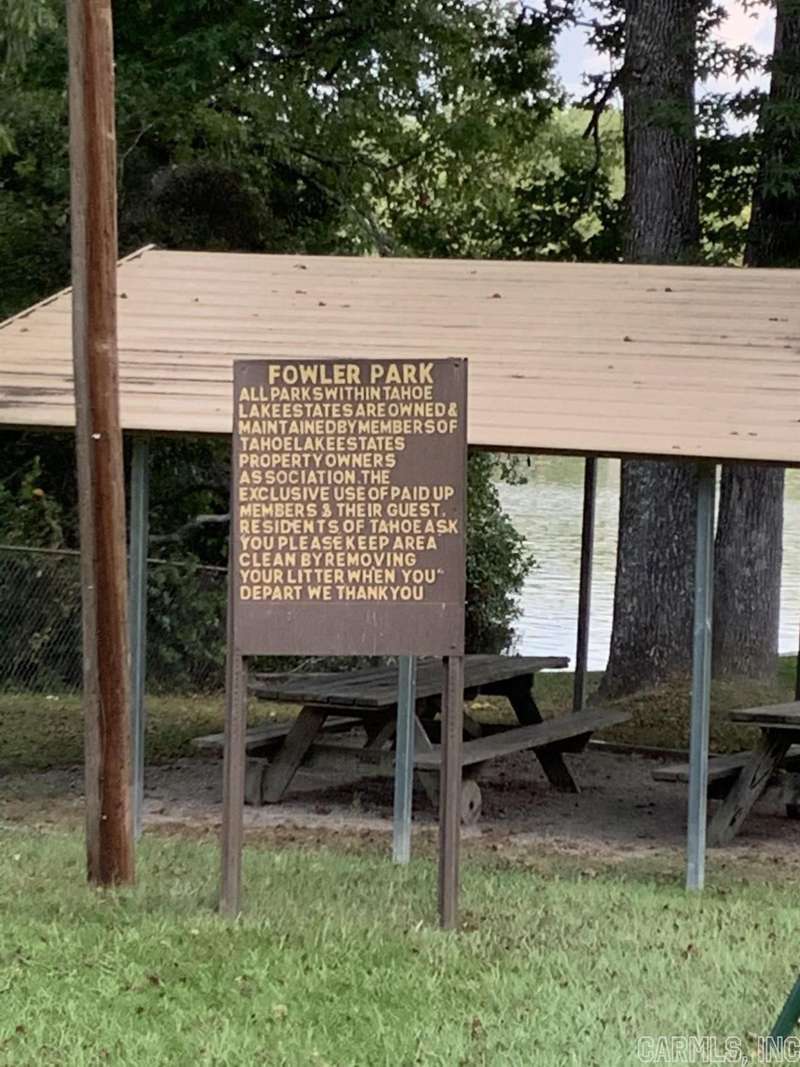 FOWLER PARK
ALL PARKS WITHIN TAHOE
LAKE ESTATES ARE OWNED &
MAINTAINED BY MEMBERS OF
TAHOE LAKE ESTATES
PROPERTY OWNERS
ASSOCIATION. THE
EXCLUSIVE USE OF PAID UP
MEMBERS & THEIR GUEST.
RESIDENTS OF TAHOE ASK
YOU PLEASE KEEP AREA
CLEAN BY REMOVING
YOUR LITTER WHEN YOU
DEPART WE THANK YOU
CARMLS, INC